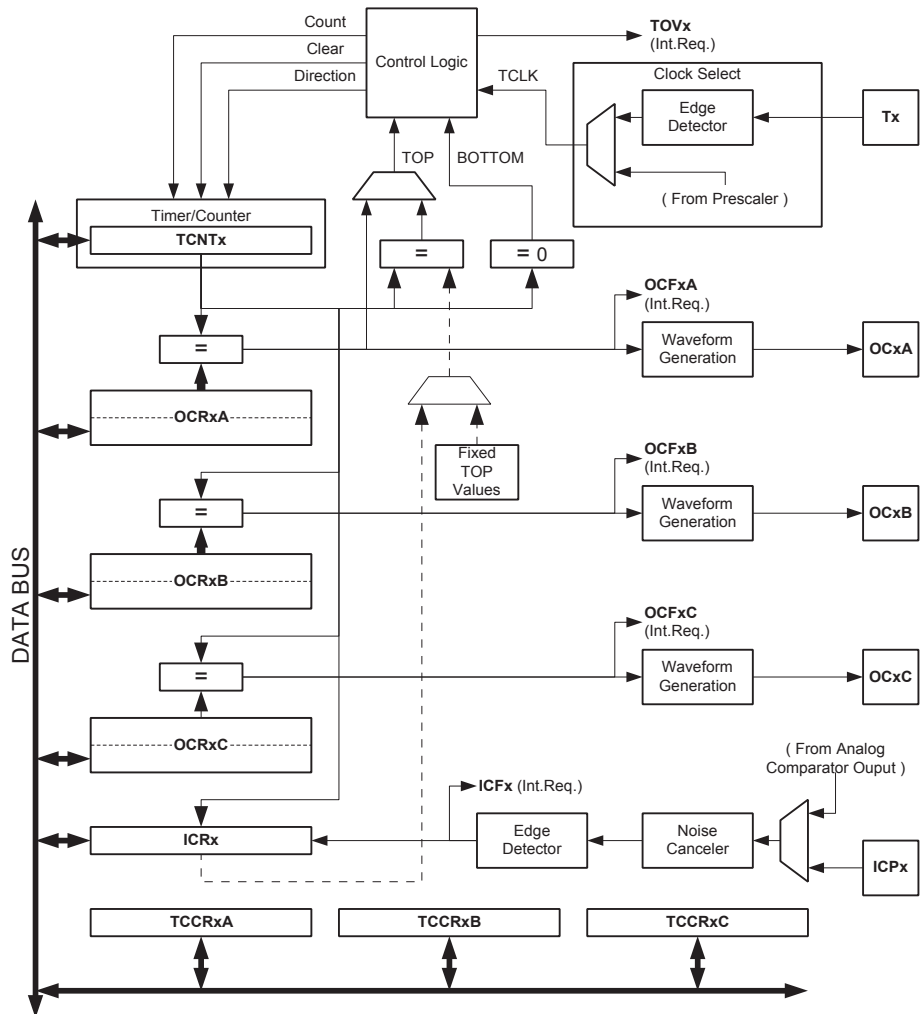 Count
Clear
Direction
Control Logic
TOVx
(Int.Req.)
TCLK
Clock Select
Edge
Detector
Tx
( From Prescaler )
TOP
BOTTOM
Timer/Counter
TCNTx
=
= 0
=
OCFxA
(Int.Req.)
Waveform
Generation
OCxA
OCRxA
Fixed
TOP
Values
=
OCFxB
(Int.Req.)
Waveform
Generation
OCxB
OCRxB
DATA BUS
=
OCFxC
(Int.Req.)
Waveform
Generation
OCxC
OCRxC
( From Analog
Comparator Ouput )
ICFx (Int.Req.)
ICRx
Edge
Detector
Noise
Canceler
ICPx
TCCRxA
TCCRxB
TCCRxC